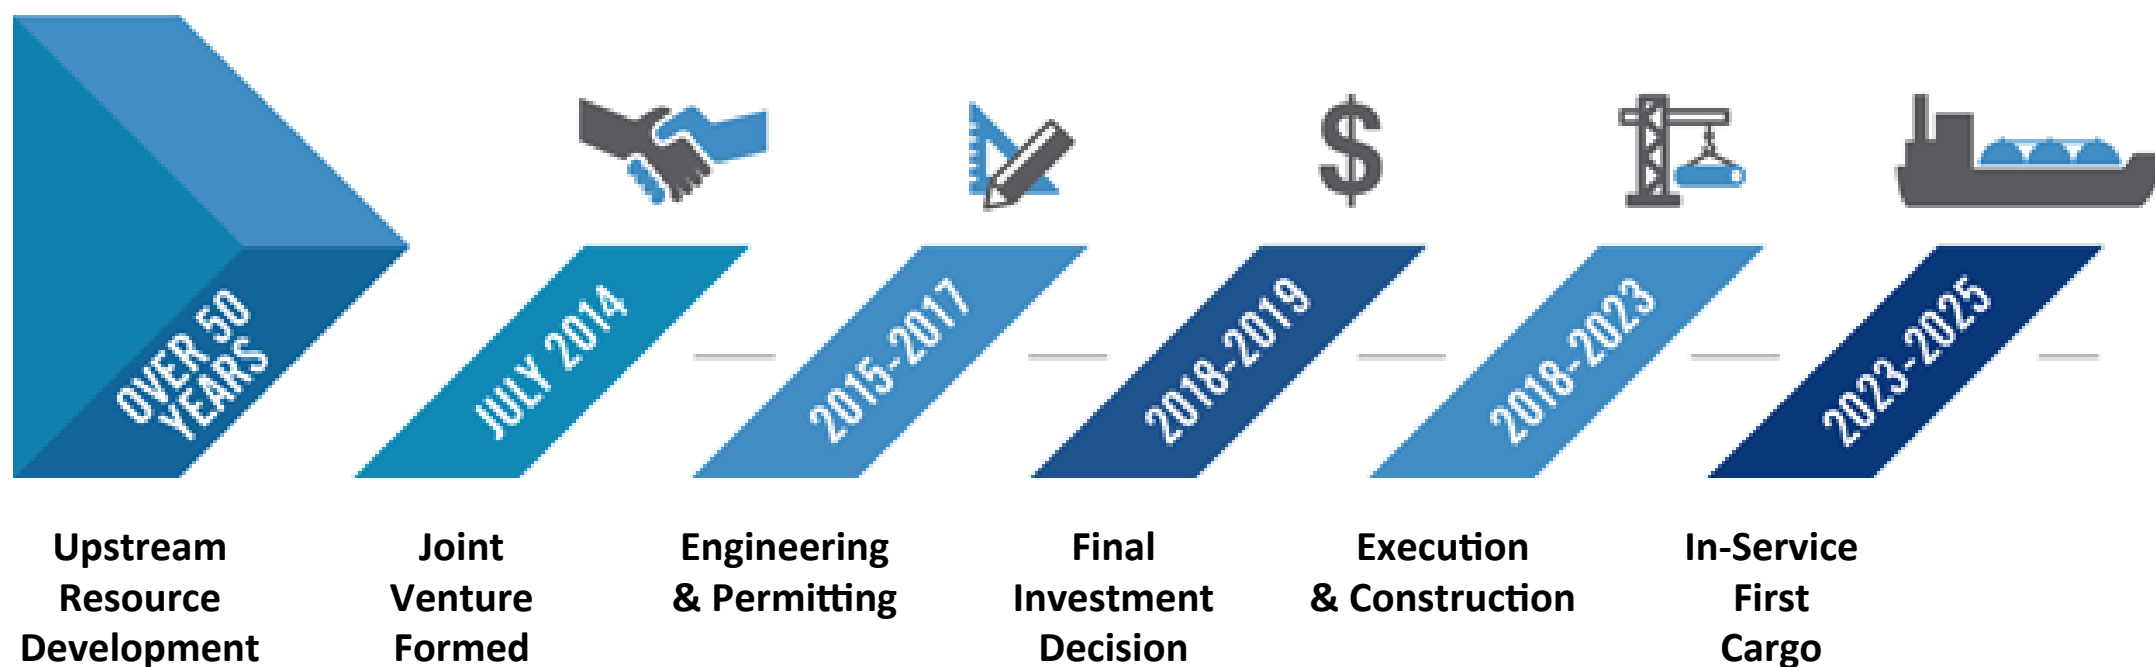 OVER 50
YEARS
JULY 2014
2015-2017
2018-2019
2018-2023
2023-2025
Upstream
Resource
Development
Joint
Venture
Formed
Engineering
& Permitting
Final
Investment
Decision
Execution
& Construction
In-Service
First
Cargo